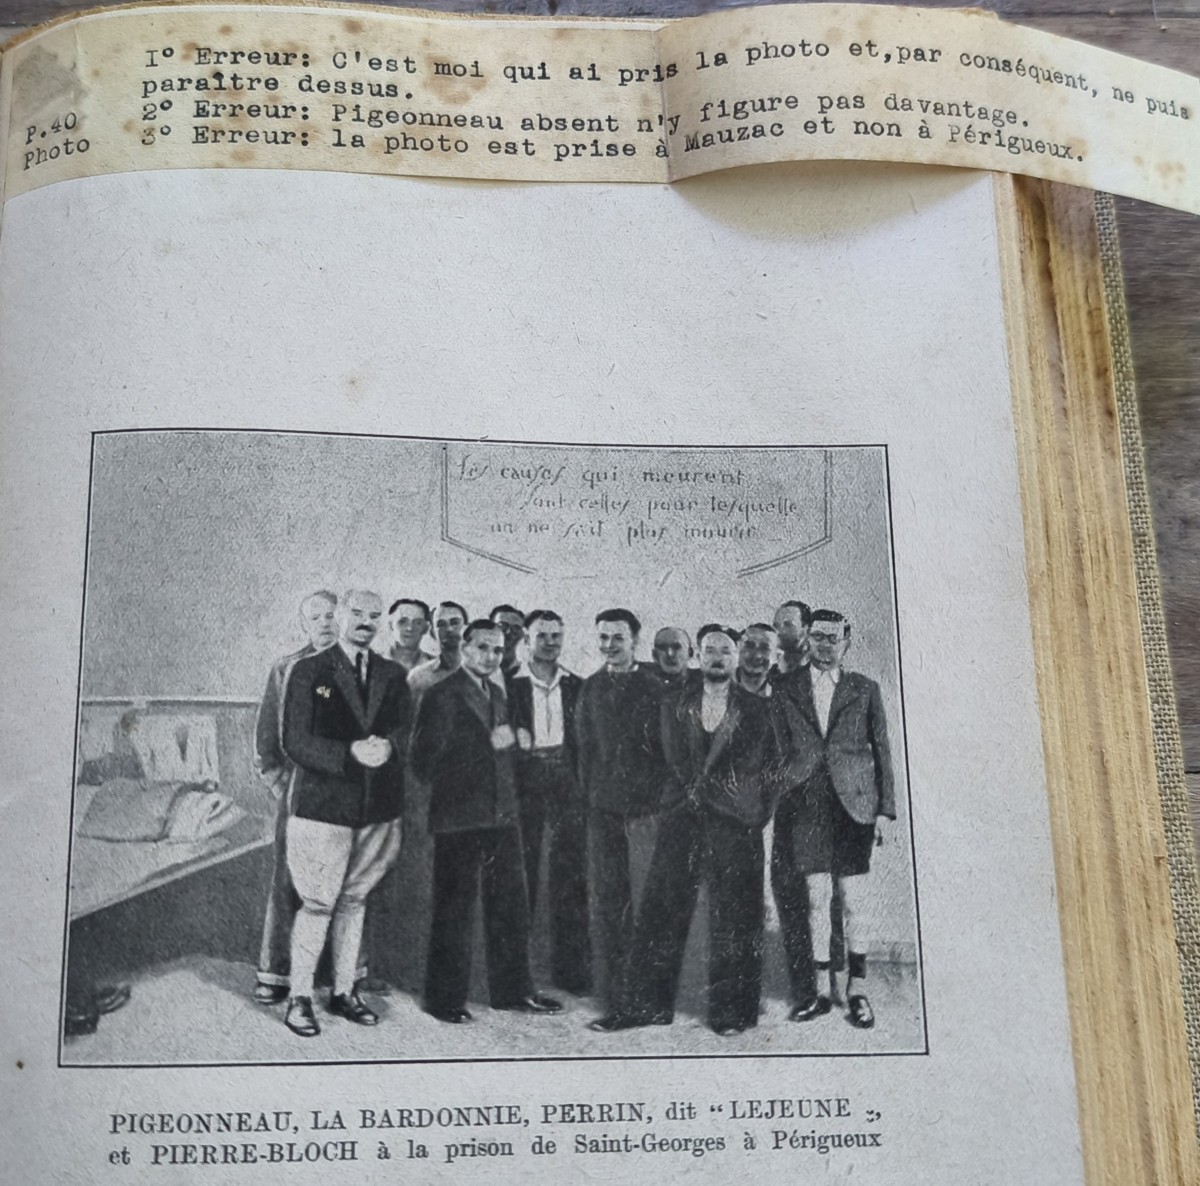 P.40
Photo
1° Erreur: C'est moi qui ai pris la photo et,par conséquent, ne puis
paraître dessus.
2° Erreur: Pigeonneau absent n'y figure pas davantage.
3° Erreur: la photo est prise à Mauzac et non à Périgueux.
Les causes qui meurent
sont celles pour lesquelle
on ne sait plus mourir
PIGEONNEAU, LA BARDONNIE, PERRIN, dit “ LEJEUNE „,
et PIERRE-BLOCH à la prison de Saint-Georges à Périgueux